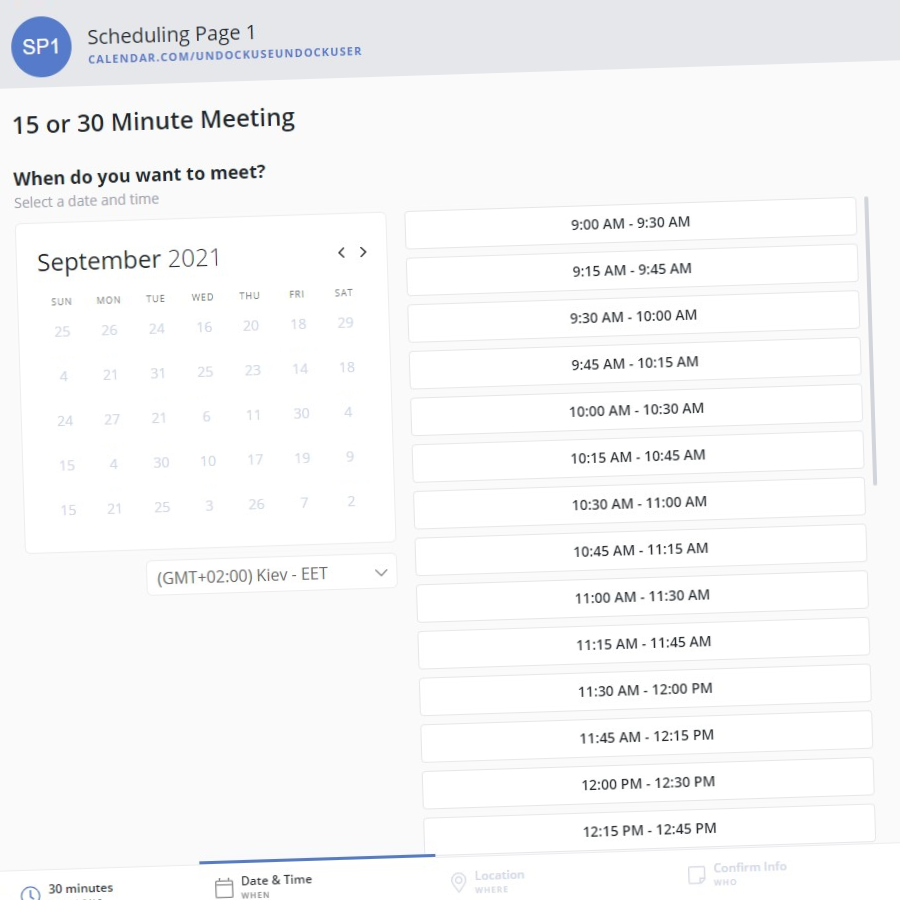 SP1
Scheduling Page 1
CALENDAR.COM/UNDOCKUSEUNDOCKUSER
15 or 30 Minute Meeting
When do you want to meet?
Select a date and time
September 2021
SUN MON TUE WED THU FRI SAT
25 26 24 16 20 18 29
4 21 31 25 23 14 18
24 27 21 6 11 30 4
15 4 30 10 17 19 9
15 21 25 3 26 7 2
(GMT+02:00) Kiev - EET
9:00 AM - 9:30 AM
9:15 AM - 9:45 AM
9:30 AM - 10:00 AM
9:45 AM - 10:15 AM
10:00 AM - 10:30 AM
10:15 AM - 10:45 AM
10:30 AM - 11:00 AM
10:45 AM - 11:15 AM
11:00 AM - 11:30 AM
11:15 AM - 11:45 AM
11:30 AM - 12:00 PM
11:45 AM - 12:15 PM
12:00 PM - 12:30 PM
12:15 PM - 12:45 PM
30 minutes
Date & Time
WHEN
Location
WHERE
Confirm Info
WHO